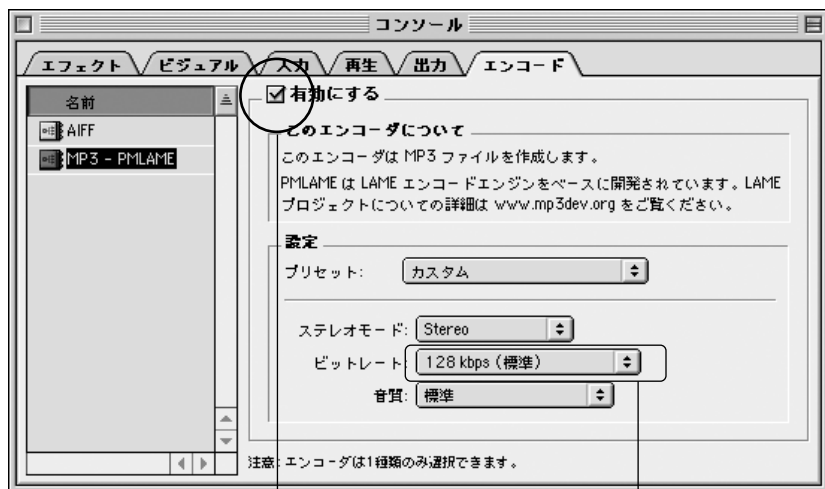 コンソール
エフェクト ビジュアル 入力 再生 出力 エンコード
名前
AIFF
MP3 - PMLAME
有効にする
このエンコーダについて
このエンコーダは MP3 ファイルを作成します。
PMLAME は LAME エンコードエンジンをベースに開発されています。LAME
プロジェクトについての詳細は www.mp3dev.org をご覧ください。
設定
プリセット: カスタム
ステレオモード: Stereo
ビットレート: 128 kbps (標準)
音質: 標準
注意: エンコーダは1種類のみ選択できます。